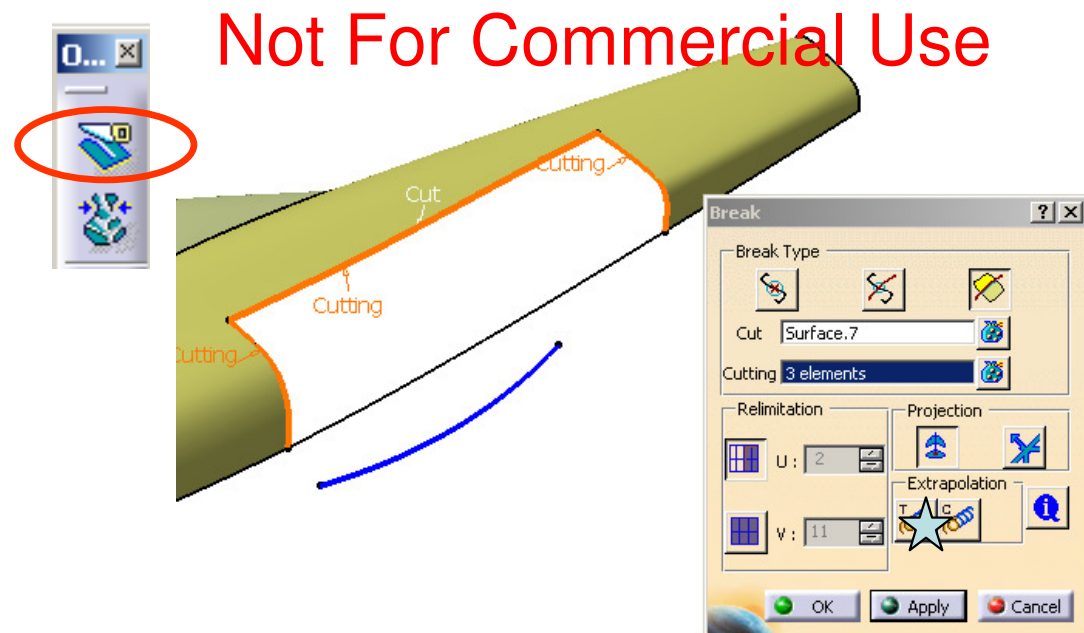 Not For Commercial Use
O...
Cutting
Cut
Cutting
Cutting
Break
Break Type
Cut Surface.7
Cutting 3 elements
Relimitation
U : 2
V : 11
Projection
Extrapolation
T C
OK Apply Cancel